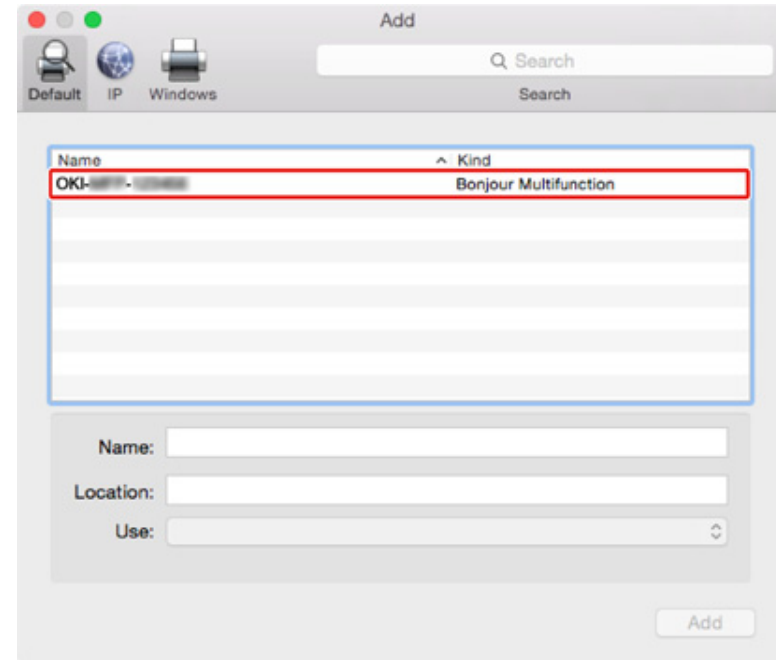 Add
Search
Default IP Windows Search
Name Kind
OKI- Bonjour Multifunction
Name:
Location:
Use:
Add